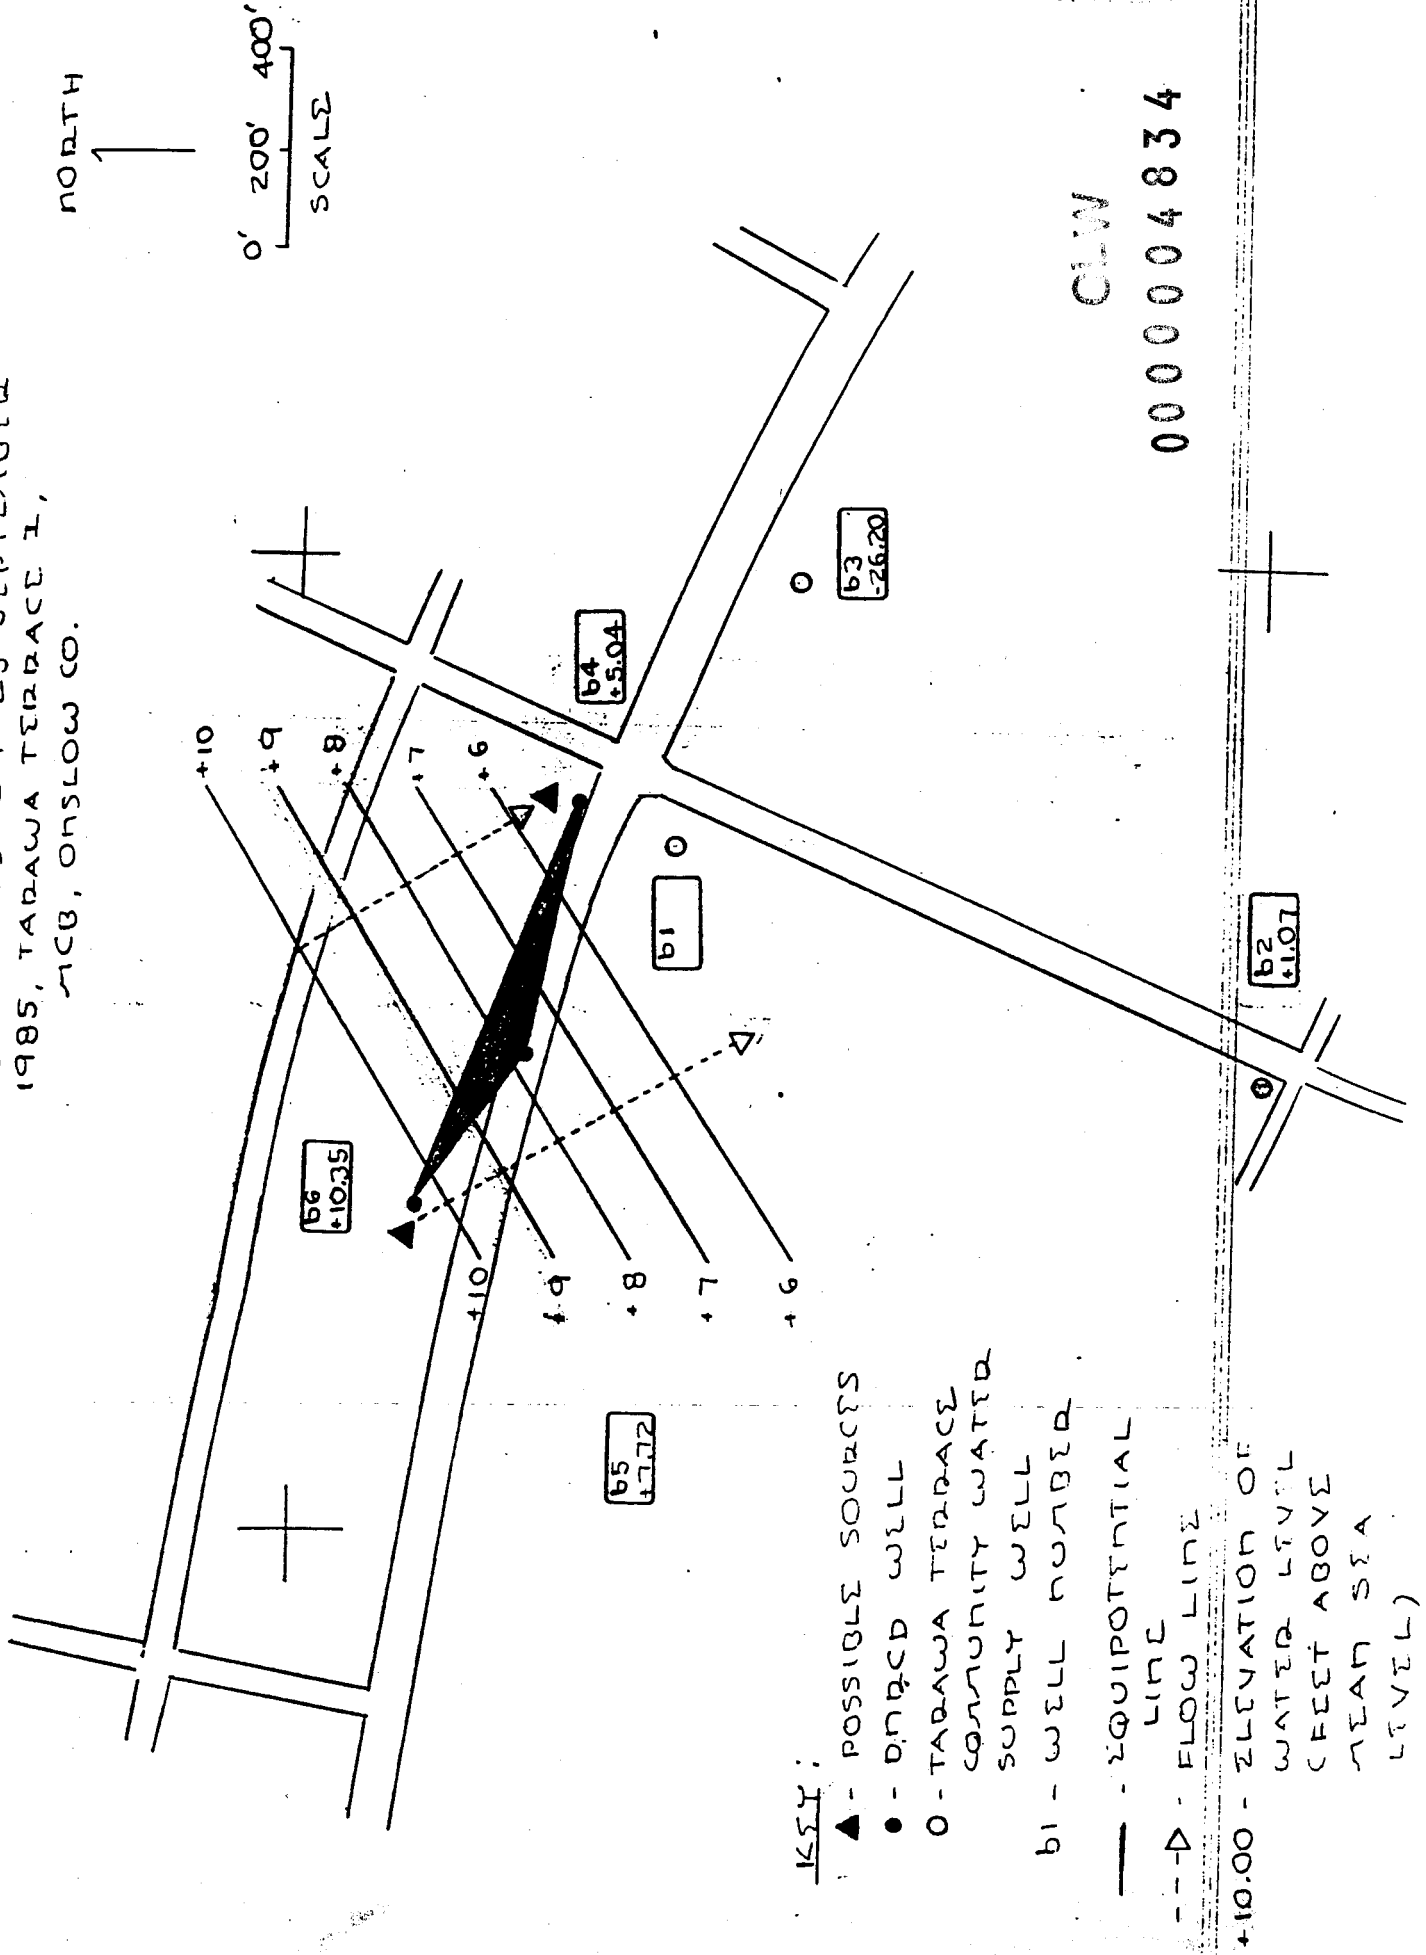 1985, TARAWA TERRACE I,
MCB, ONSLOW CO.
NORTH
0' 200' 400'
SCALE
+10
+9
+8
+7
+6
b6
+10.35
b4
+5.04
b3
-26.20
b1
b5
+7.72
b2
+1.07
+10
+9
+8
+7
+6
KEY:
▲ - POSSIBLE SOURCES
● - DNRCD WELL
O - TARAWA TERRACE
COMMUNITY WATER
SUPPLY WELL
b1 - WELL NUMBER
— - EQUIPOTENTIAL
LINE
---▷ - FLOW LINE
+10.00 - ELEVATION OF
WATER LEVEL
(FEET ABOVE
MEAN SEA
LEVEL)
CLW
0000004834